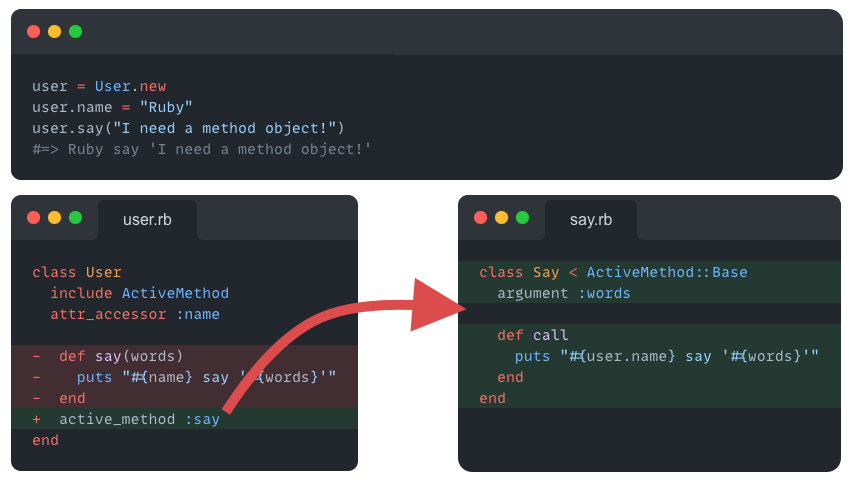 user = User.new
user.name = "Ruby"
user.say("I need a method object!")
#=> Ruby say 'I need a method object!'
user.rb
class User
  include ActiveMethod
  attr_accessor :name
-  def say(words)
-    puts "#{name} say '#{words}'"
-  end
+  active_method :say
end
say.rb
class Say < ActiveMethod::Base
  argument :words
  def call
    puts "#{user.name} say '#{words}'"
  end
end